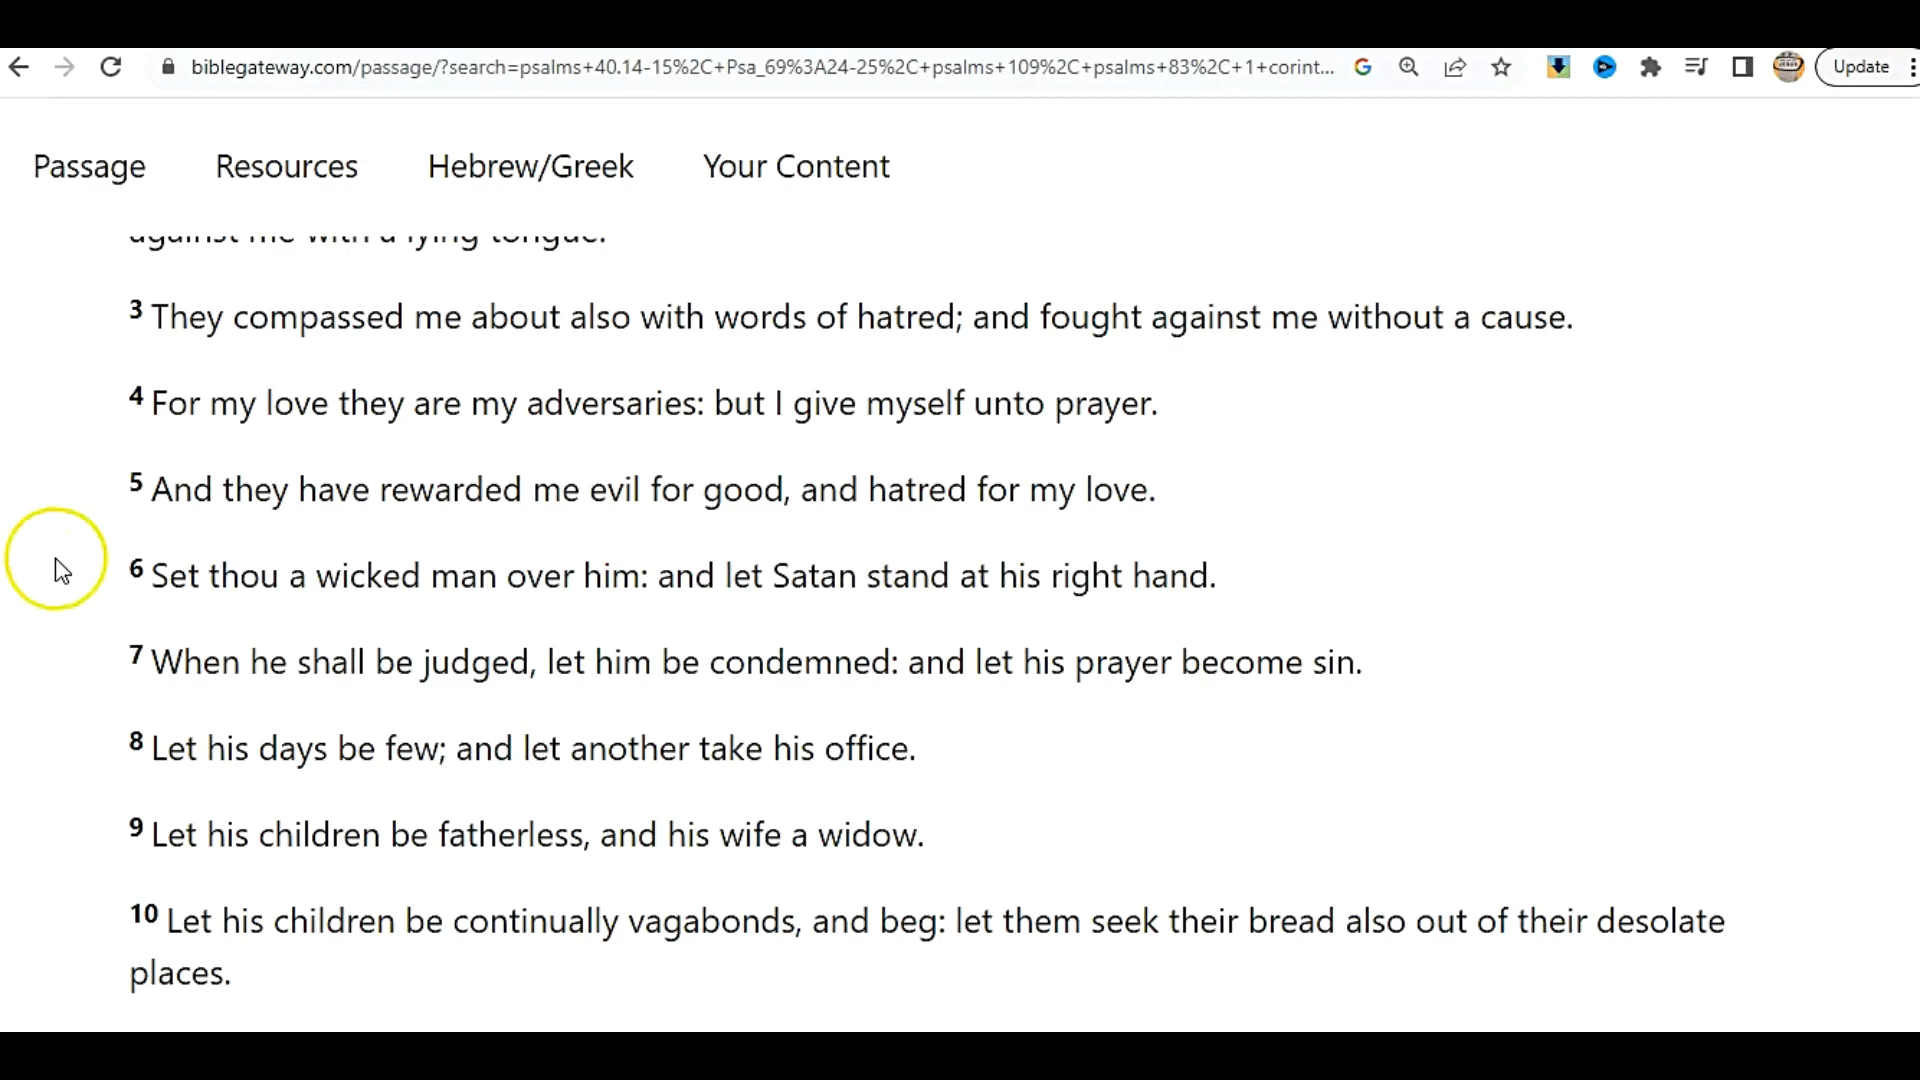 biblegateway.com/passage/?search=psalms+40.14-15%2C+Psa_69%3A24-25%2C+psalms+109%2C+psalms+83%2C+1+corint...
Update
Passage Resources Hebrew/Greek Your Content
against me with a lying tongue.
3 They compassed me about also with words of hatred; and fought against me without a cause.
4 For my love they are my adversaries: but I give myself unto prayer.
5 And they have rewarded me evil for good, and hatred for my love.
6 Set thou a wicked man over him: and let Satan stand at his right hand.
7 When he shall be judged, let him be condemned: and let his prayer become sin.
8 Let his days be few; and let another take his office.
9 Let his children be fatherless, and his wife a widow.
10 Let his children be continually vagabonds, and beg: let them seek their bread also out of their desolate
places.